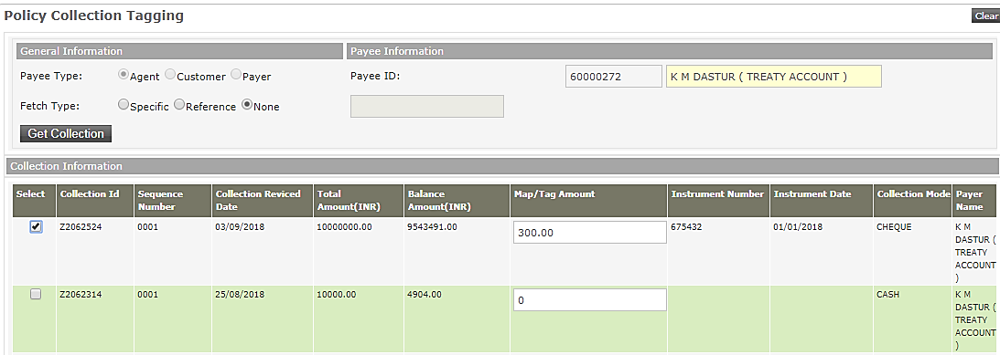 Policy Collection Tagging
Clear
General Information
Payee Information
Payee Type:
Agent Customer Payer
Payee ID:
60000272
K M DASTUR ( TREATY ACCOUNT )
Fetch Type:
Specific Reference None
Get Collection
Collection Information
Select
Collection Id
Sequence
Number
Collection Reviced
Date
Total
Amount(INR)
Balance
Amount(INR)
Map/Tag Amount
Instrument Number
Instrument Date
Collection Mode
Payer
Name
Z2062524
0001
03/09/2018
10000000.00
9543491.00
300.00
675432
01/01/2018
CHEQUE
K M
DASTUR (
TREATY
ACCOUNT
)
Z2062314
0001
25/08/2018
10000.00
4904.00
0
CASH
K M
DASTUR (
TREATY
ACCOUNT
)